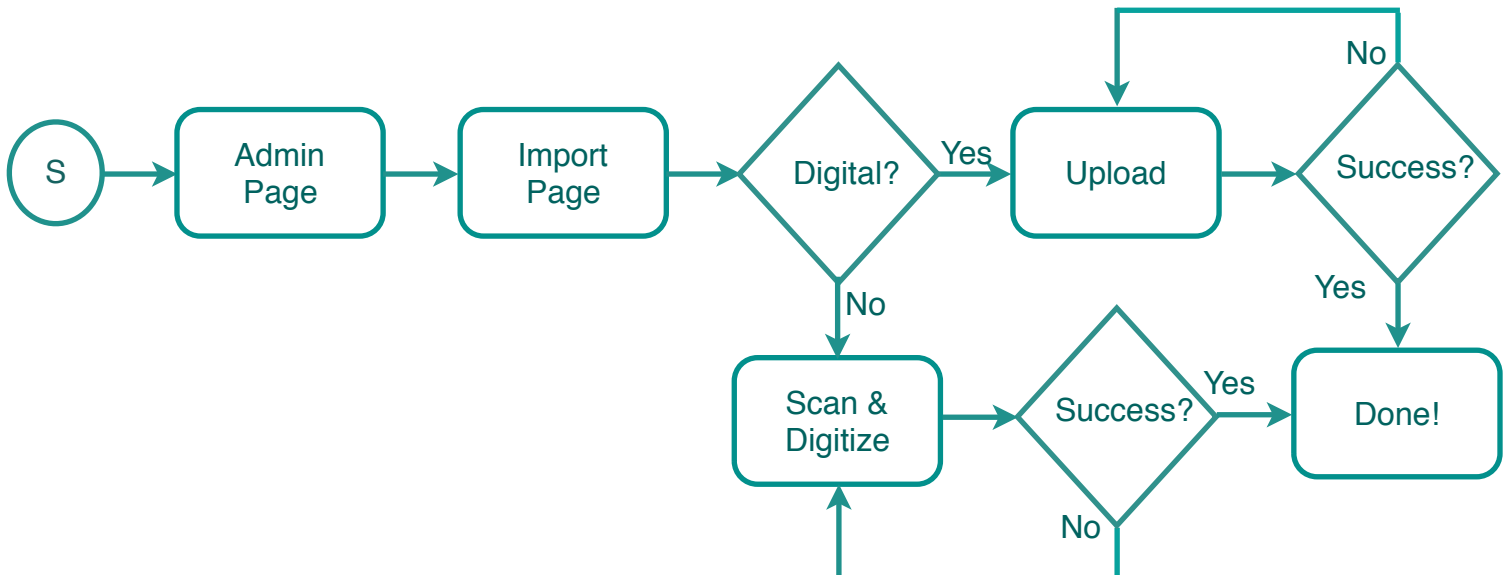 No
S
Admin
Page
Import
Page
Digital?
Yes
Upload
Success?
Yes
No
Scan &
Digitize
Success?
Yes
Done!
No